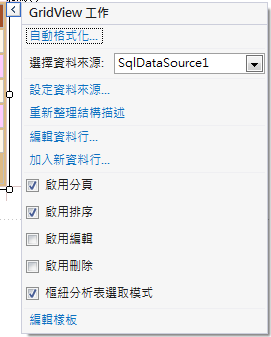 GridView 工作
自動格式化...
選擇資料來源: SqlDataSource1
設定資料來源...
重新整理結構描述
編輯資料行...
加入新資料行...
啟用分頁
啟用排序
啟用編輯
啟用刪除
樞紐分析表選取模式
編輯樣板